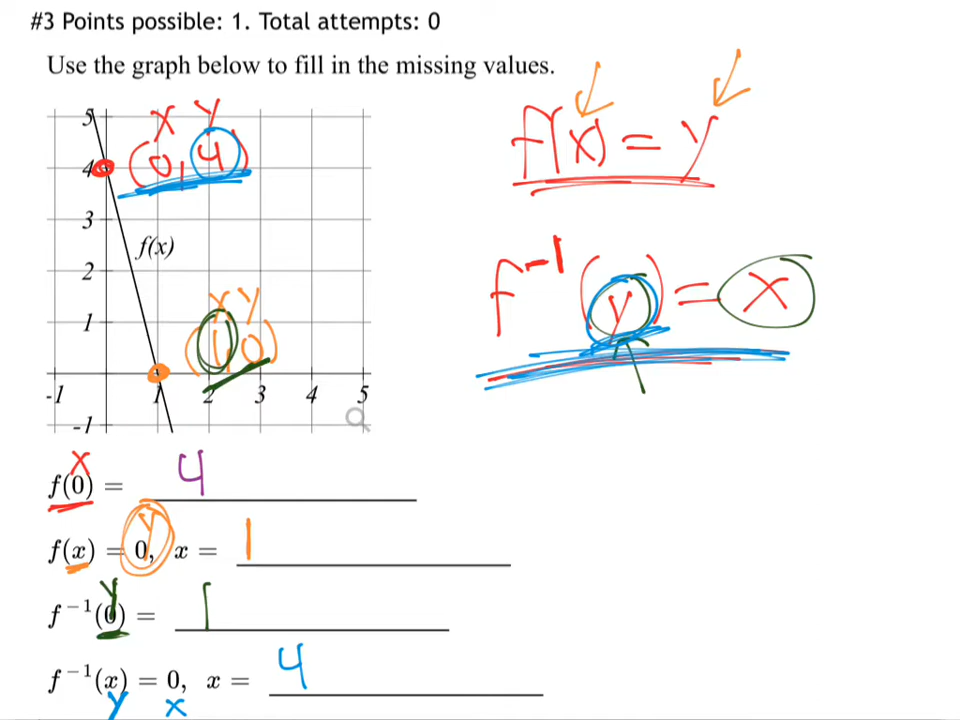 #3 Points possible: 1. Total attempts: 0
Use the graph below to fill in the missing values.
f(x) = y
5
x y
4 (0, 4)
3
f(x)
2
f⁻¹(y) = x
x y
1 (1, 0)
-1 1 2 3 4 5
-1
x
f(0) = 4
y
f(x) = 0, x = 1
y
f⁻¹(0) = 1
f⁻¹(x) = 0, x = 4
y x